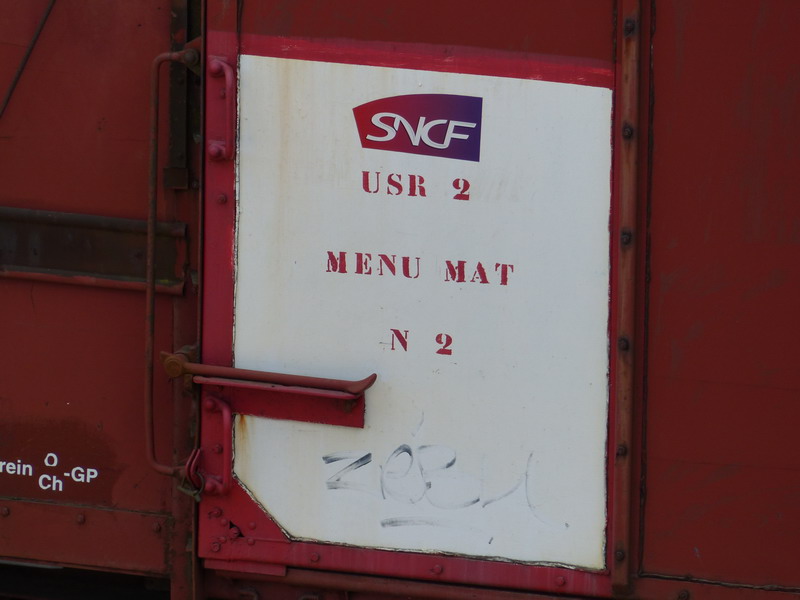 SNCF
USR 2
MENU MAT
N 2
rein O-GP
Ch